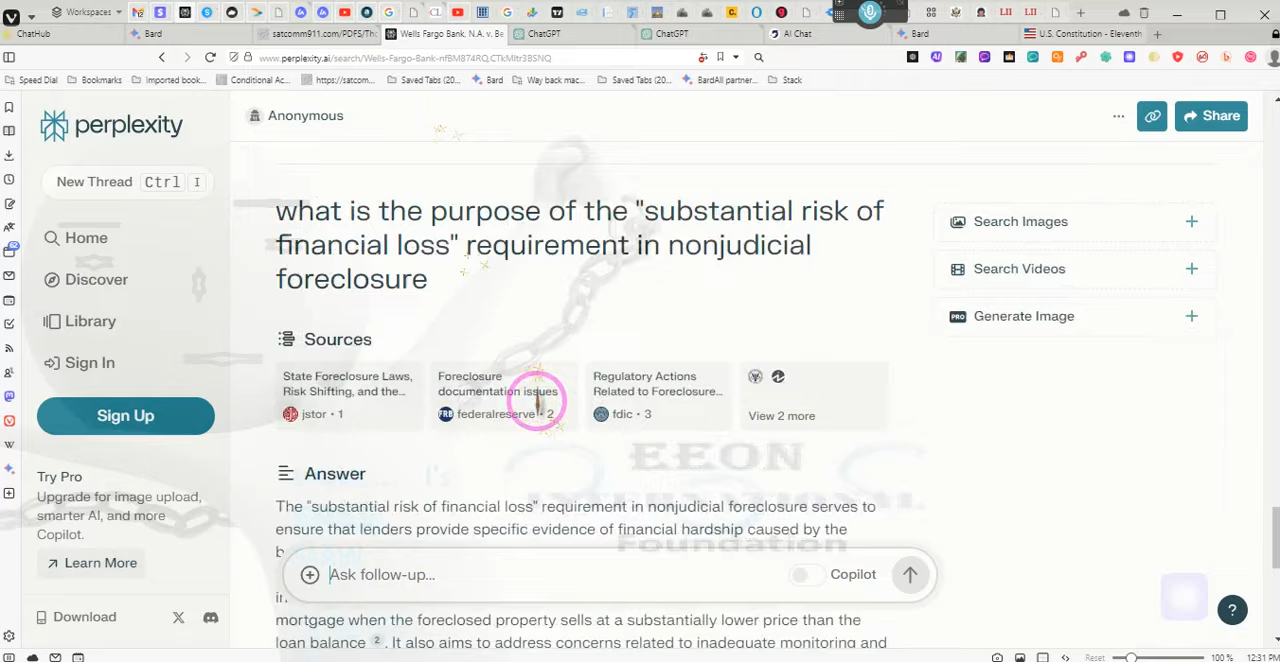 Workspaces
ChatHub
Bard
satcomm911.com/PDFS/Th
Wells Fargo Bank, N.A. v. Be
ChatGPT
ChatGPT
AI Chat
Bard
U.S. Constitution - Eleventh
www.perplexity.ai/search/Wells-Fargo-Bank-nfBM874RQ.CTkMItr3BSNQ
Speed Dial
Bookmarks
Imported book...
Conditional Ac...
https://satcom...
Saved Tabs (20...
Bard
Way back mac...
Saved Tabs (20...
BardAll partner...
Stack
perplexity
Anonymous
Share
New Thread Ctrl I
Home
Discover
Library
Sign In
Sign Up
Try Pro
Upgrade for image upload,
smarter AI, and more
Copilot.
Learn More
Download
what is the purpose of the "substantial risk of
financial loss" requirement in nonjudicial
foreclosure
Search Images
Search Videos
PRO Generate Image
Sources
State Foreclosure Laws,
Risk Shifting, and the...
jstor · 1
Foreclosure
documentation issues
FRB federalreserve · 2
Regulatory Actions
Related to Foreclosure...
fdic · 3
View 2 more
EEON
INTERNATIONAL
Foundation
Answer
The "substantial risk of financial loss" requirement in nonjudicial foreclosure serves to
ensure that lenders provide specific evidence of financial hardship caused by the
Ask follow-up...
Copilot
mortgage when the foreclosed property sells at a substantially lower price than the
loan balance 2. It also aims to address concerns related to inadequate monitoring and
?
Reset
100 %
12:31 PM